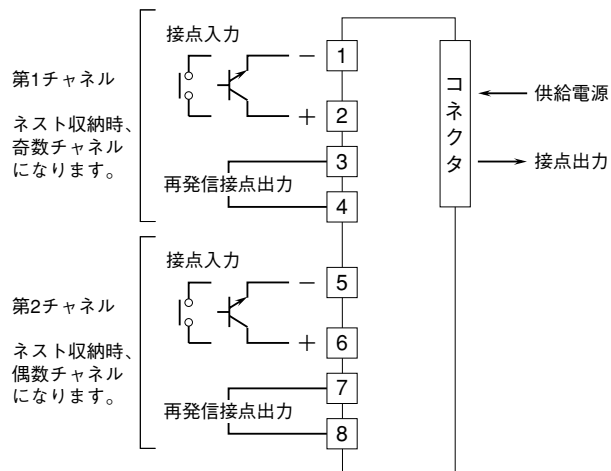 第1チャネル
ネスト収納時、
奇数チャネル
になります。
接点入力
−
+
再発信接点出力
1
2
3
4
第2チャネル
ネスト収納時、
偶数チャネル
になります。
接点入力
−
+
再発信接点出力
5
6
7
8
コネクタ
供給電源
接点出力